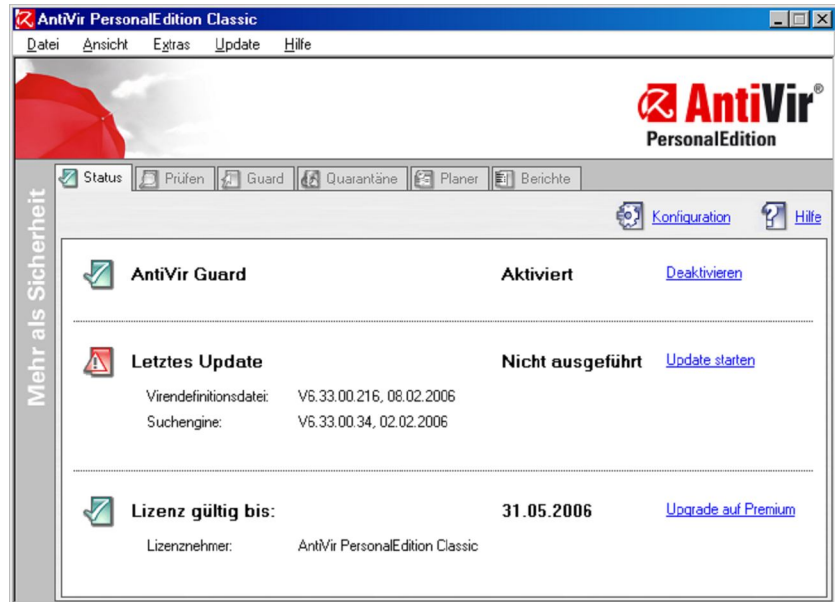 AntiVir PersonalEdition Classic
Datei Ansicht Extras Update Hilfe
AntiVir®
PersonalEdition
Status Prüfen Guard Quarantäne Planer Berichte
Konfiguration Hilfe
Mehr als Sicherheit
AntiVir Guard Aktiviert Deaktivieren
Letztes Update Nicht ausgeführt Update starten
Virendefinitionsdatei: V6.33.00.216, 08.02.2006
Suchengine: V6.33.00.34, 02.02.2006
Lizenz gültig bis: 31.05.2006 Upgrade auf Premium
Lizenznehmer: AntiVir PersonalEdition Classic